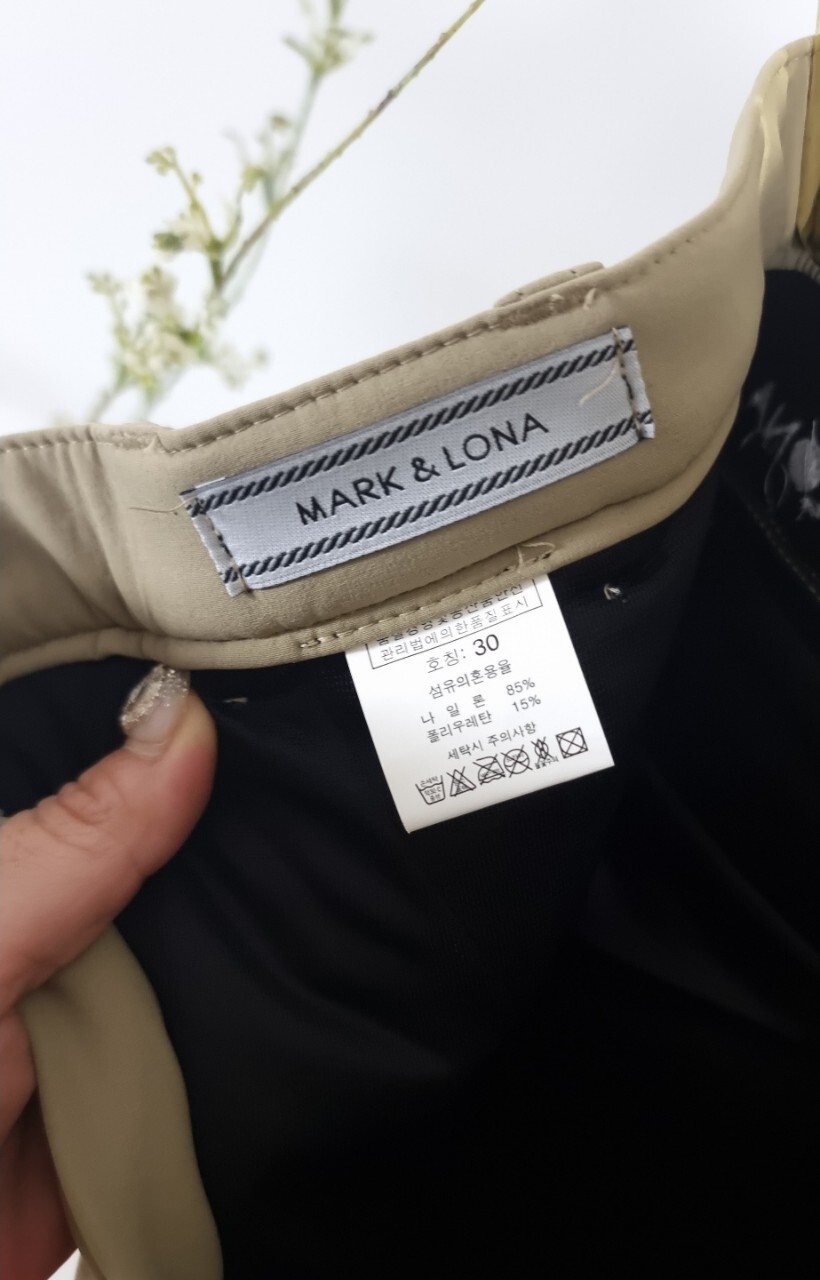 MARK & LONA
관리법에의한품질표시
호칭: 30
섬유의혼용율
나 일 론 85%
폴리우레탄 15%
세탁시 주의사항